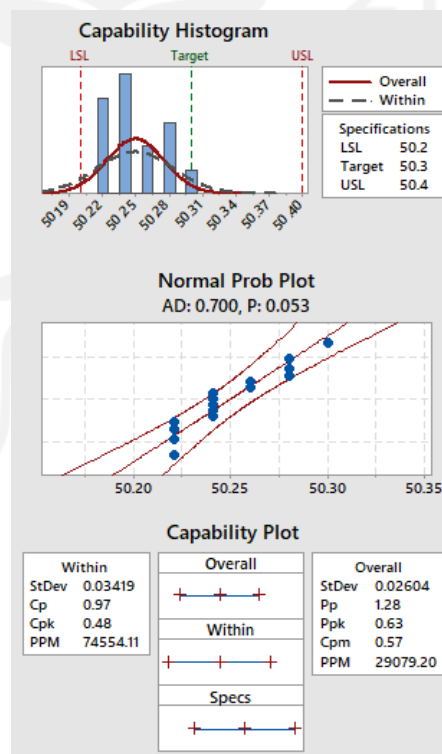 Capability Histogram
LSL Target USL
Overall
Within
Specifications
LSL 50.2
Target 50.3
USL 50.4
50.19 50.22 50.25 50.28 50.31 50.34 50.37 50.40
Normal Prob Plot
AD: 0.700, P: 0.053
50.20 50.25 50.30 50.35
Capability Plot
Within
StDev 0.03419
Cp 0.97
Cpk 0.48
PPM 74554.11
Overall
Within
Specs
Overall
StDev 0.02604
Pp 1.28
Ppk 0.63
Cpm 0.57
PPM 29079.20